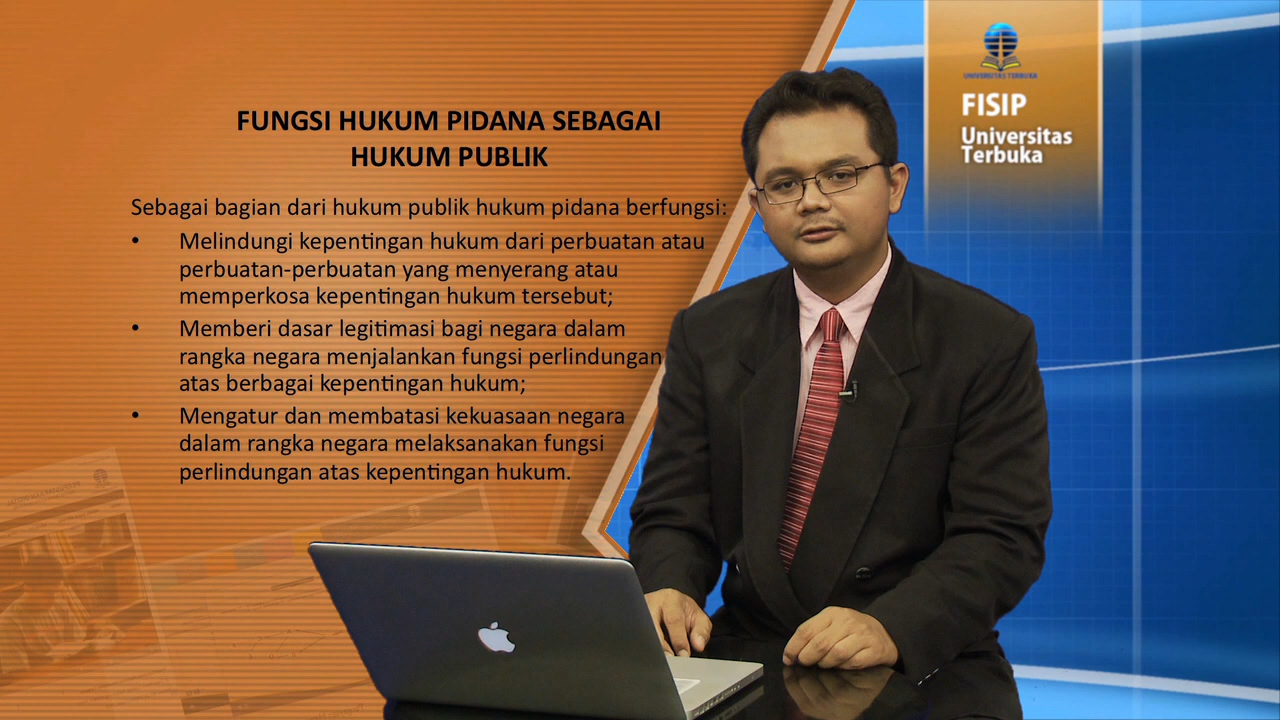 FUNGSI HUKUM PIDANA SEBAGAI
HUKUM PUBLIK
Sebagai bagian dari hukum publik hukum pidana berfungsi:
• Melindungi kepentingan hukum dari perbuatan atau
perbuatan-perbuatan yang menyerang atau
memperkosa kepentingan hukum tersebut;
• Memberi dasar legitimasi bagi negara dalam
rangka negara menjalankan fungsi perlindungan
atas berbagai kepentingan hukum;
• Mengatur dan membatasi kekuasaan negara
dalam rangka negara melaksanakan fungsi
perlindungan atas kepentingan hukum.
UNIVERSITAS TERBUKA
FISIP
Universitas
Terbuka